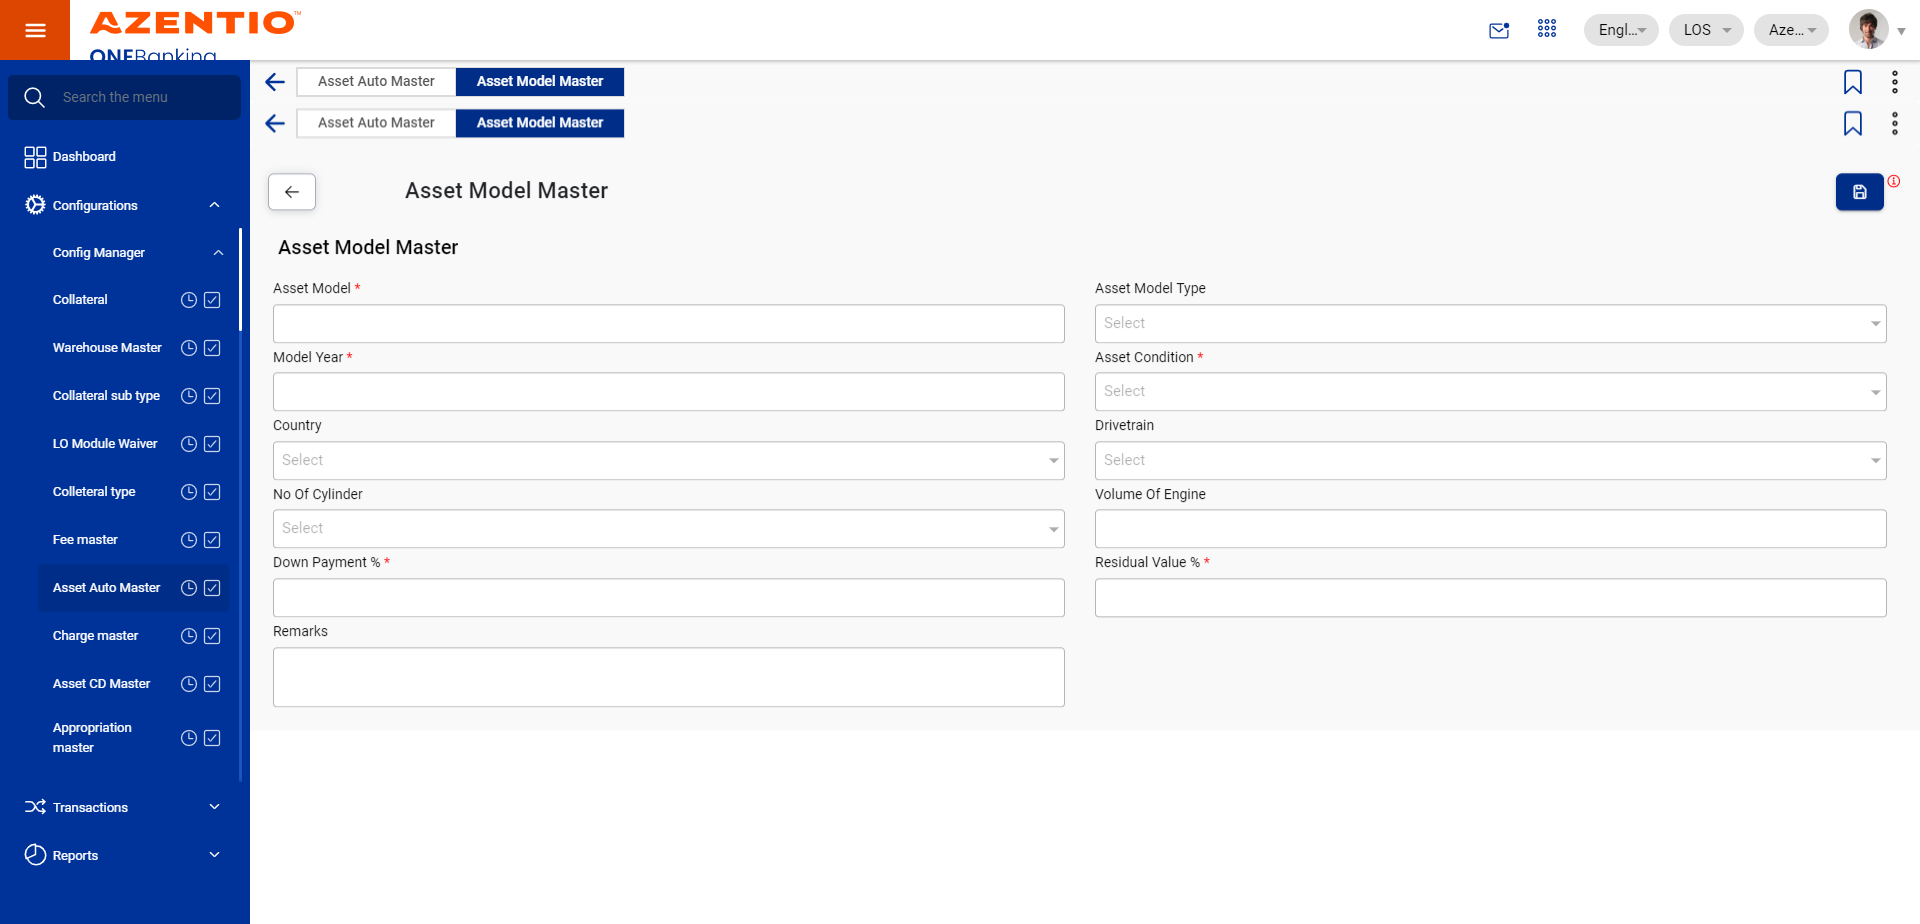 AZENTIO™
ONEBanking
Engl...
LOS
Aze...
Search the menu
Dashboard
Configurations
Config Manager
Collateral
Warehouse Master
Collateral sub type
LO Module Waiver
Colleteral type
Fee master
Asset Auto Master
Charge master
Asset CD Master
Appropriation
master
Transactions
Reports
Asset Auto Master
Asset Model Master
Asset Auto Master
Asset Model Master
Asset Model Master
Asset Model Master
Asset Model *
Asset Model Type
Select
Model Year *
Asset Condition *
Select
Country
Drivetrain
Select
Select
No Of Cylinder
Volume Of Engine
Select
Down Payment % *
Residual Value % *
Remarks